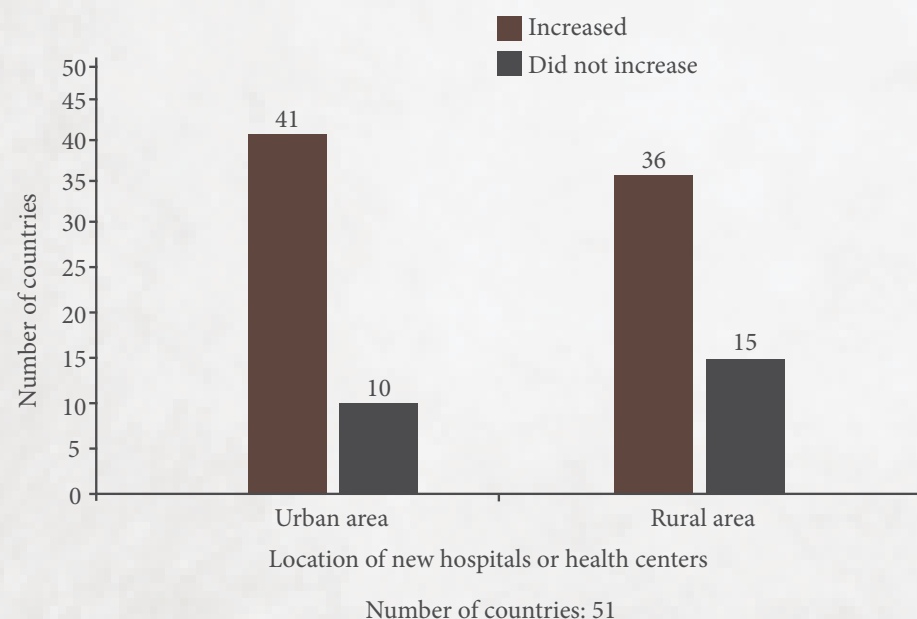 Increased
Did not increase
Number of countries
50
45
40
35
30
25
20
15
10
5
0
41
10
36
15
Urban area
Rural area
Location of new hospitals or health centers
Number of countries: 51